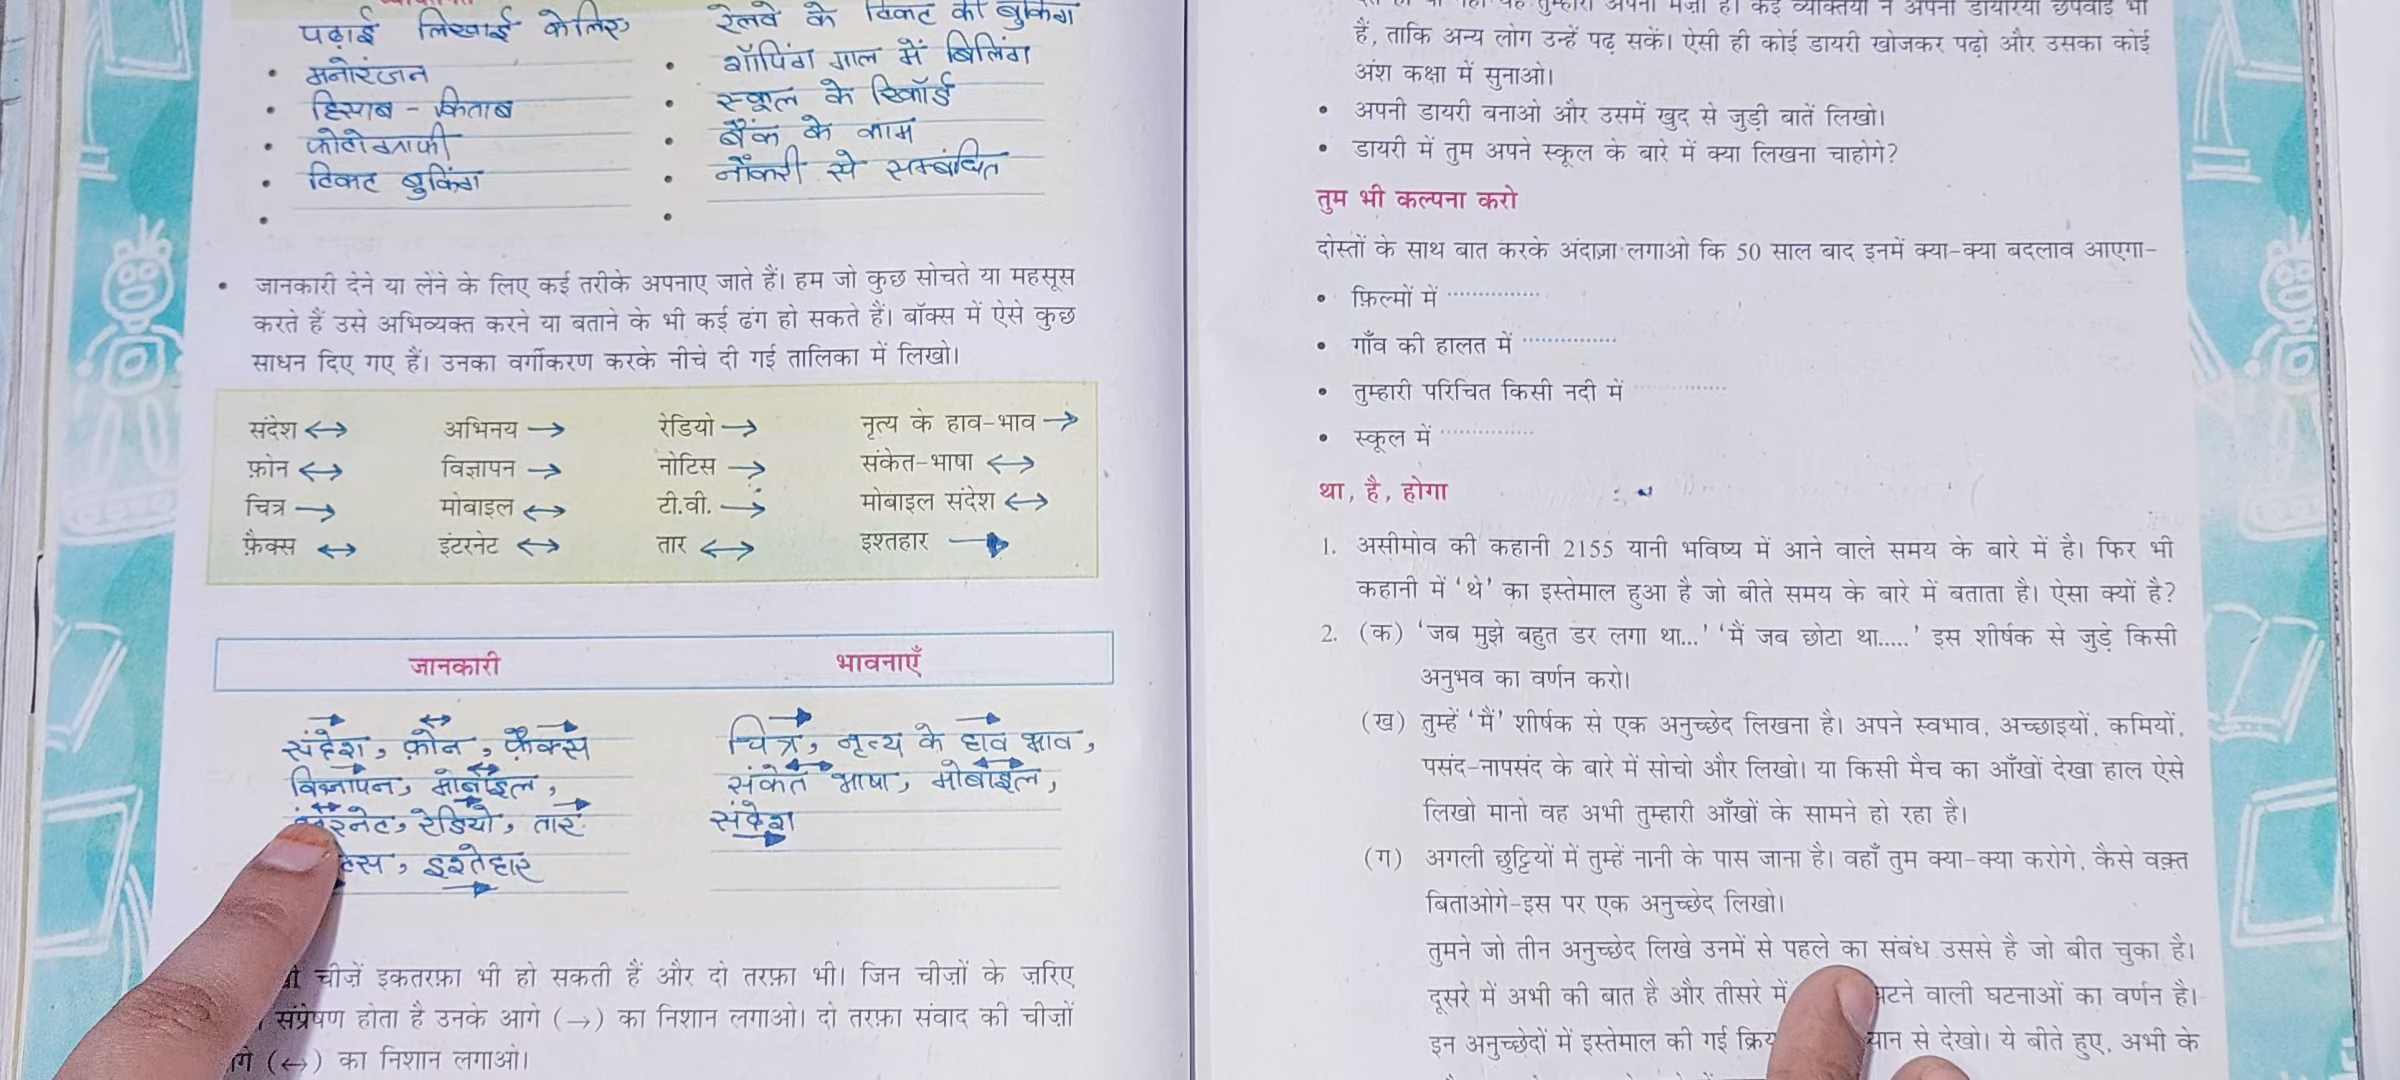 पढ़ाई लिखाई के लिए
• मनोरंजन
• हिसाब - किताब
• फोटोग्राफी
• टिकट बुकिंग
•
रेलवे के टिकट की बुकिंग
• शॉपिंग माल में बिलिंग
• स्कूल के रिकॉर्ड
• बैंक के काम
• नौकरी से सम्बंधित
•
• जानकारी देने या लेने के लिए कई तरीके अपनाए जाते हैं। हम जो कुछ सोचते या महसूस
करते हैं उसे अभिव्यक्त करने या बताने के भी कई ढंग हो सकते हैं। बॉक्स में ऐसे कुछ
साधन दिए गए हैं। उनका वर्गीकरण करके नीचे दी गई तालिका में लिखो।
संदेश ↔ अभिनय → रेडियो → नृत्य के हाव-भाव →
फ़ोन ↔ विज्ञापन → नोटिस → संकेत-भाषा ↔
चित्र → मोबाइल ↔ टी.वी. → मोबाइल संदेश ↔
फ़ैक्स ↔ इंटरनेट ↔ तार ↔ इश्तहार →
जानकारी भावनाएँ
संदेश, फ़ोन, फ़ैक्स
विज्ञापन, मोबाइल,
रेडियो, तार
इश्तेहार
चित्र, नृत्य के हाव भाव,
संकेत भाषा, मोबाइल,
संदेश
चीज़ें इकतरफ़ा भी हो सकती हैं और दो तरफ़ा भी। जिन चीज़ों के ज़रिए
संप्रेषण होता है उनके आगे (→) का निशान लगाओ। दो तरफ़ा संवाद की चीज़ों
(↔) का निशान लगाओ।
हैं, ताकि अन्य लोग उन्हें पढ़ सकें। ऐसी ही कोई डायरी खोजकर पढ़ो और उसका कोई
अंश कक्षा में सुनाओ।
• अपनी डायरी बनाओ और उसमें खुद से जुड़ी बातें लिखो।
• डायरी में तुम अपने स्कूल के बारे में क्या लिखना चाहोगे?
तुम भी कल्पना करो
दोस्तों के साथ बात करके अंदाज़ा लगाओ कि 50 साल बाद इनमें क्या-क्या बदलाव आएगा-
• फ़िल्मों में ...............
• गाँव की हालत में ...............
• तुम्हारी परिचित किसी नदी में ...............
• स्कूल में ...............
था, है, होगा
1. असीमोव की कहानी 2155 यानी भविष्य में आने वाले समय के बारे में है। फिर भी
कहानी में 'थे' का इस्तेमाल हुआ है जो बीते समय के बारे में बताता है। ऐसा क्यों है?
2. (क) 'जब मुझे बहुत डर लगा था...' 'मैं जब छोटा था.....' इस शीर्षक से जुड़े किसी
अनुभव का वर्णन करो।
(ख) तुम्हें 'मैं' शीर्षक से एक अनुच्छेद लिखना है। अपने स्वभाव, अच्छाइयों, कमियों,
पसंद-नापसंद के बारे में सोचो और लिखो। या किसी मैच का आँखों देखा हाल ऐसे
लिखो मानो वह अभी तुम्हारी आँखों के सामने हो रहा है।
(ग) अगली छुट्टियों में तुम्हें नानी के पास जाना है। वहाँ तुम क्या-क्या करोगे, कैसे वक़्त
बिताओगे-इस पर एक अनुच्छेद लिखो।
तुमने जो तीन अनुच्छेद लिखे उनमें से पहले का संबंध उससे है जो बीत चुका है।
दूसरे में अभी की बात है और तीसरे में वाली घटनाओं का वर्णन है।
इन अनुच्छेदों में इस्तेमाल की गई से देखो। ये बीते हुए, अभी के